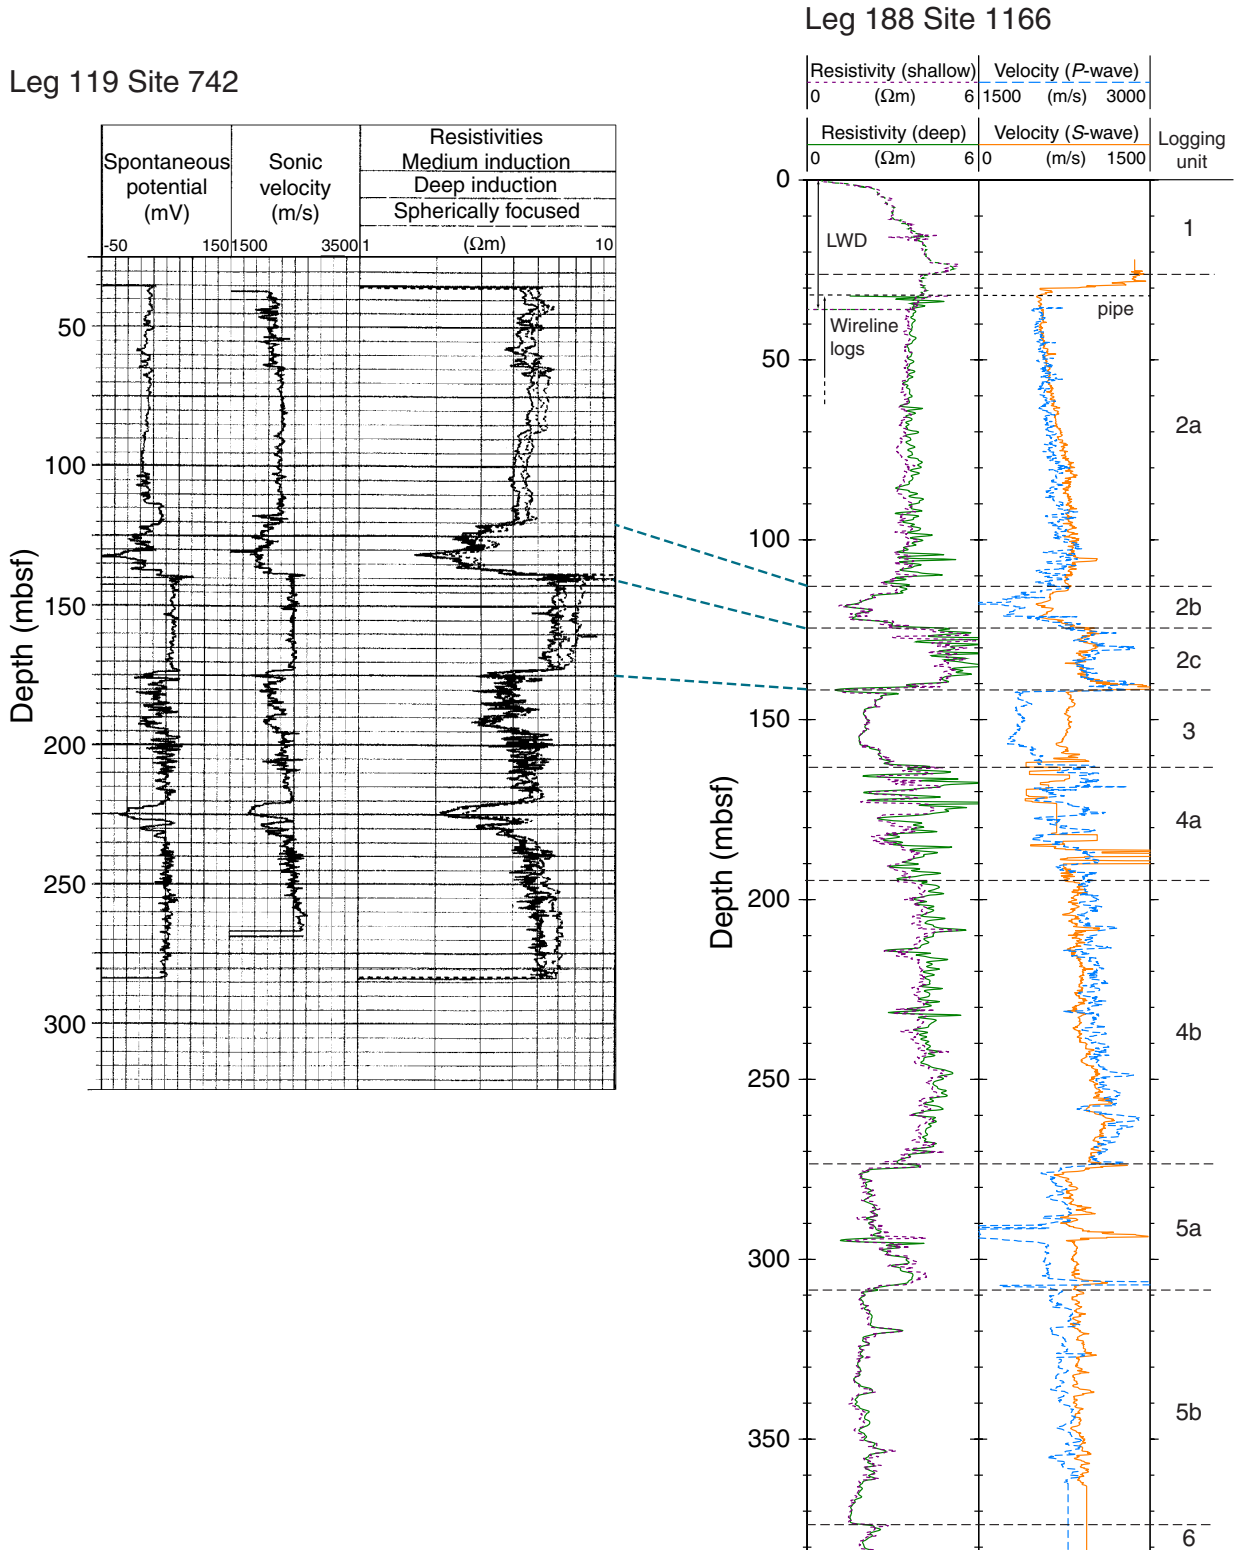 Leg 188 Site 1166
Leg 119 Site 742
Spontaneous
potential
(mV)
-50 150
Sonic
velocity
(m/s)
1500 3500
Resistivities
Medium induction
Deep induction
Spherically focused
1 (Ωm) 10
50
100
150
200
250
300
Depth (mbsf)
Resistivity (shallow)
0 (Ωm) 6
Resistivity (deep)
0 (Ωm) 6
Velocity (P-wave)
1500 (m/s) 3000
Velocity (S-wave)
0 (m/s) 1500
Logging
unit
0
50
100
150
200
250
300
350
Depth (mbsf)
LWD
Wireline
logs
pipe
1
2a
2b
2c
3
4a
4b
5a
5b
6